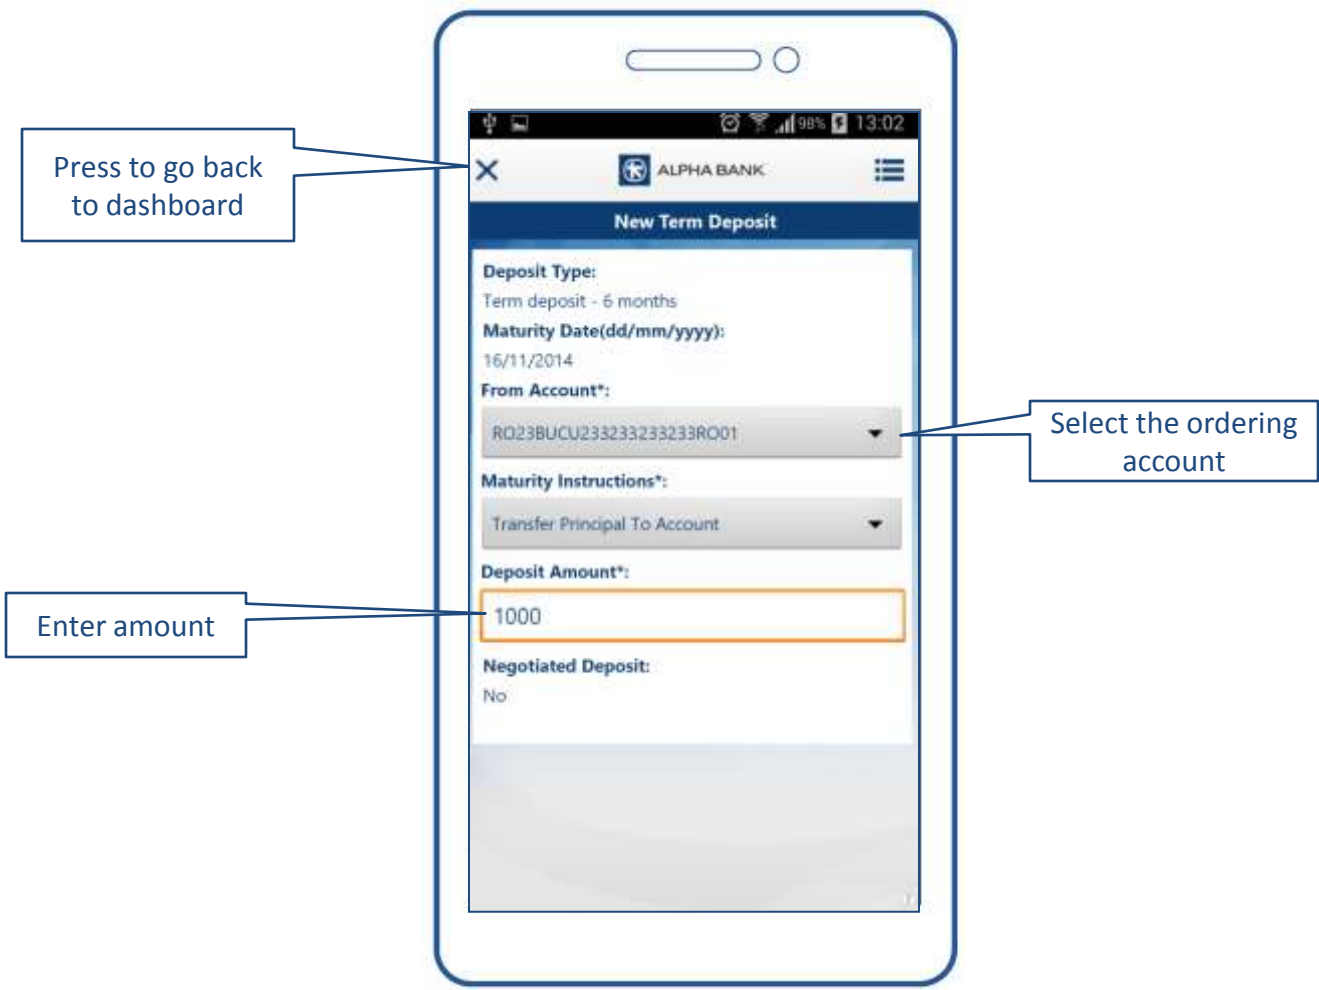 98% 13:02
Press to go back
to dashboard
ALPHA BANK
New Term Deposit
Deposit Type:
Term deposit - 6 months
Maturity Date(dd/mm/yyyy):
16/11/2014
From Account*:
RO23BUCU233233233233RO01
Select the ordering
account
Maturity Instructions*:
Transfer Principal To Account
Deposit Amount*:
1000
Enter amount
Negotiated Deposit:
No